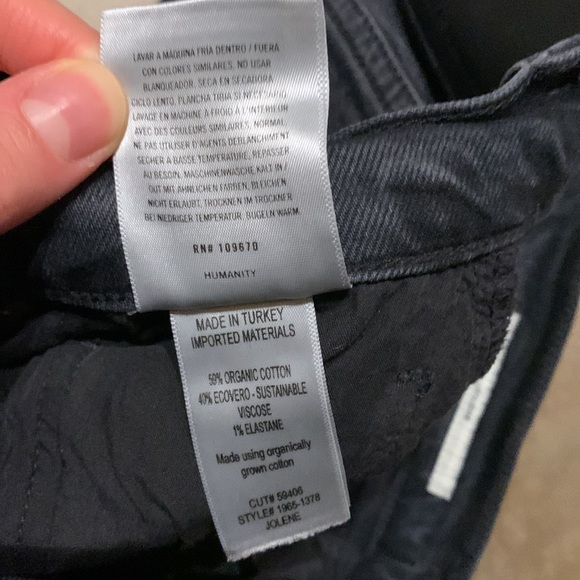 LAVAR A MAQUINA FRIA DENTRO / FUERA
CON COLORES SIMILARES. NO USAR
BLANQUEADOR. SECA EN SECADORA
CICLO LENTO. PLANCHA TIBIA SI NECESARIA
LAVAGE EN MACHINE À FROID À L'INTÉRIEUR
AVEC DES COULEURS SIMILARES, NORMAL.
NE PAS UTILISER D'AGENTS DEBLANCHIMENT
SECHER A BASSE TEMPERATURE, REPASSER
AU BESOIN. MASCHINENWASCHE KALT IN /
OUT MIT AHNLICHEN FARBEN, BLEICHEN
NICHT ERLAUBT, TROCKNEN IM TROCKNER
BEI NIEDRIGER TEMPERATUR, BUGELN WARM.
RN# 109670
HUMANITY
MADE IN TURKEY
IMPORTED MATERIALS
59% ORGANIC COTTON
40% ECOVERO - SUSTAINABLE
VISCOSE
1% ELASTANE
Made using organically
grown cotton
CUT# 59406
STYLE# 1965-1378
JOLENE